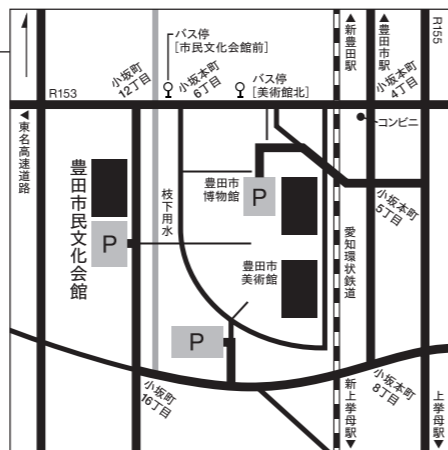 バス停
[市民文化会館前]
▲新豊田駅
▲豊田市駅
R155
小坂町
12丁目
小坂本町
6丁目
バス停
[美術館北]
小坂本町
4丁目
R153
コンビニ
◀東名高速道路
豊田市民文化会館
P
枝下用水
豊田市
博物館
P
小坂本町
5丁目
愛知環状鉄道
豊田市
美術館
P
小坂町
16丁目
新上挙母駅▶
小坂本町
8丁目
上挙母駅▶